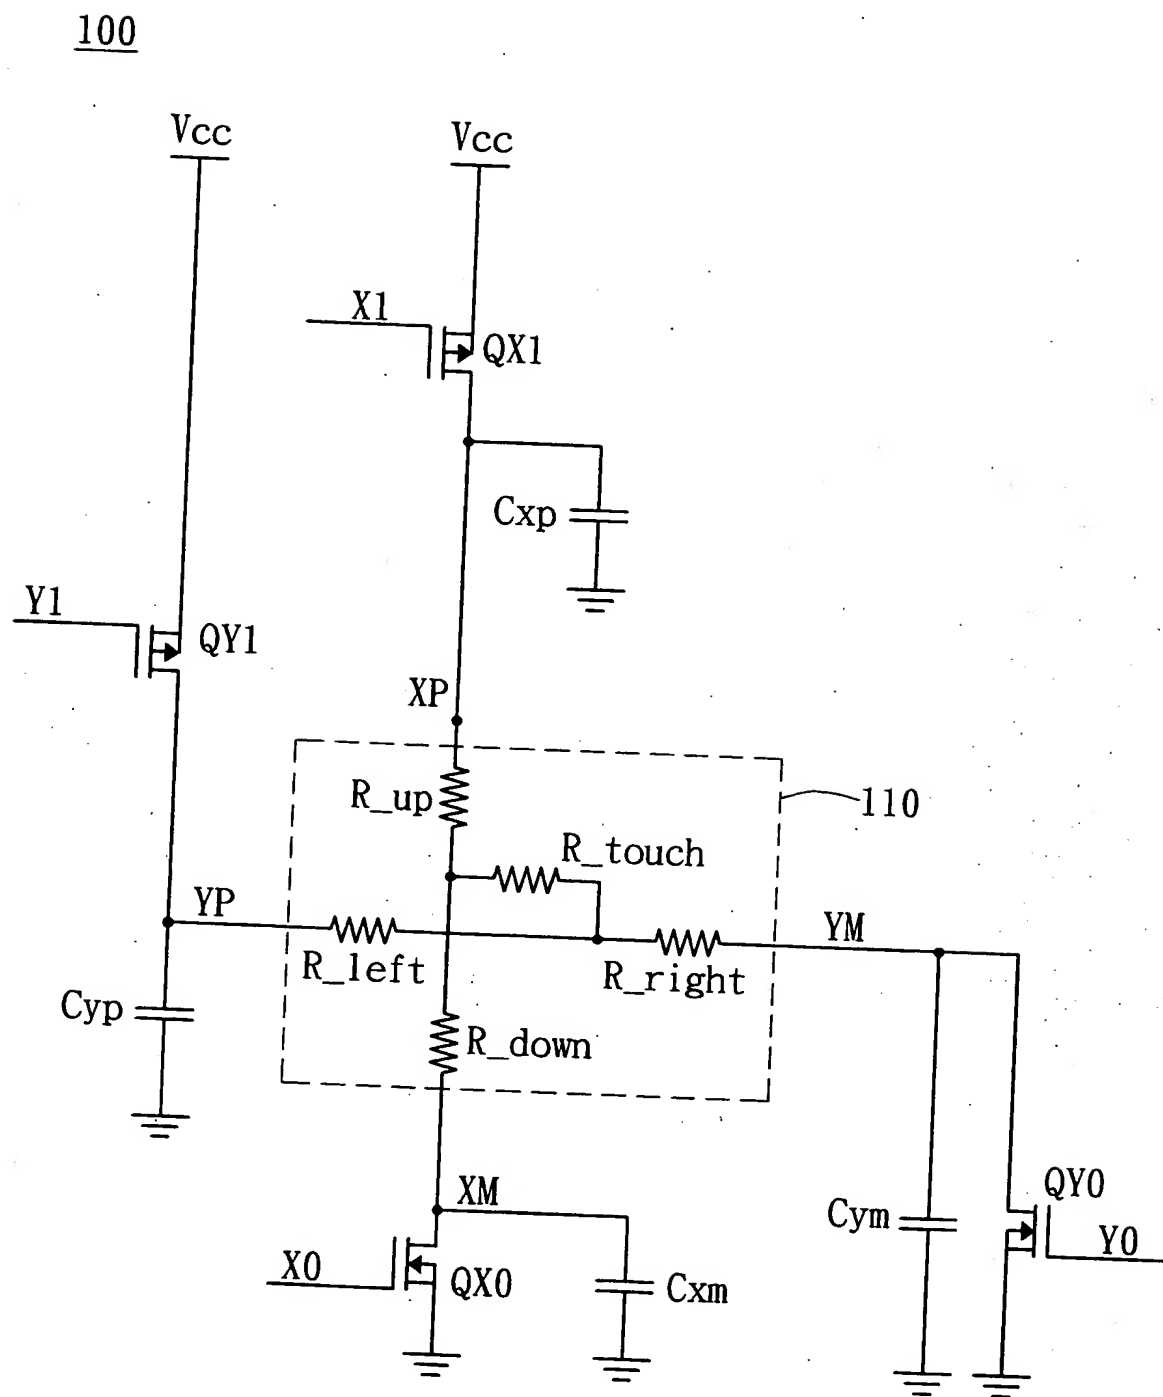 100
Vcc
Vcc
X1
QX1
Cxp
Y1
QY1
XP
R_up
110
R_touch
YP
YM
R_left
R_right
Cyp
R_down
XM
QY0
Cym
Y0
X0
QX0
Cxm